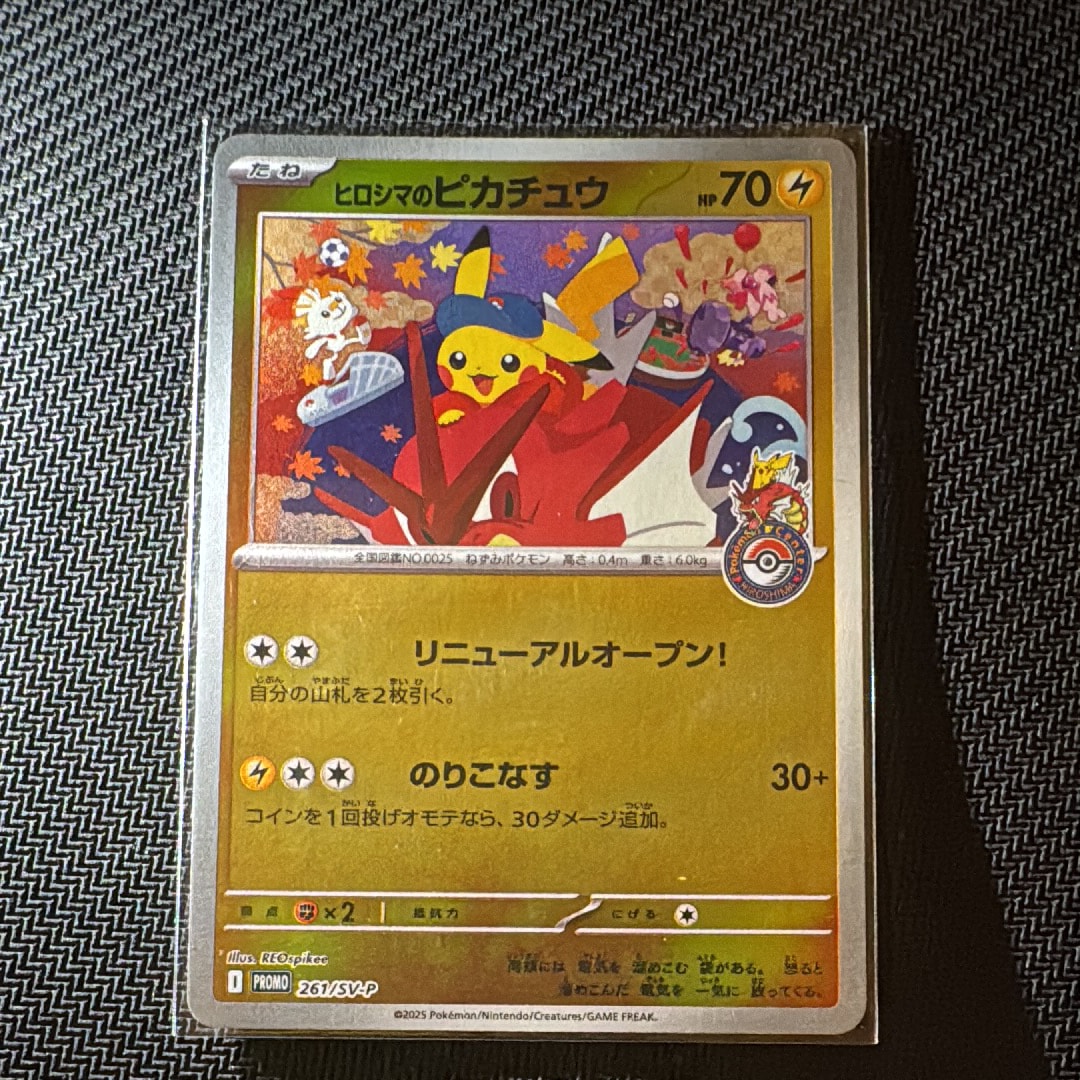 たね
ヒロシマのピカチュウ HP 70
全国図鑑NO.0025 ねずみポケモン 高さ:0.4m 重さ:6.0kg
Pokémon Center
HIROSHIMA
リニューアルオープン!
自分の山札を2枚引く。
のりこなす 30+
コインを1回投げオモテなら、30ダメージ追加。
弱点 ×2 抵抗力 にげる
Illus. REOspikee
I PROMO 261/SV-P
両頬には 電気を 溜めこむ 袋がある。 怒ると
溜めこんだ 電気を 一気に 放ってくる。
©2025 Pokémon/Nintendo/Creatures/GAME FREAK.